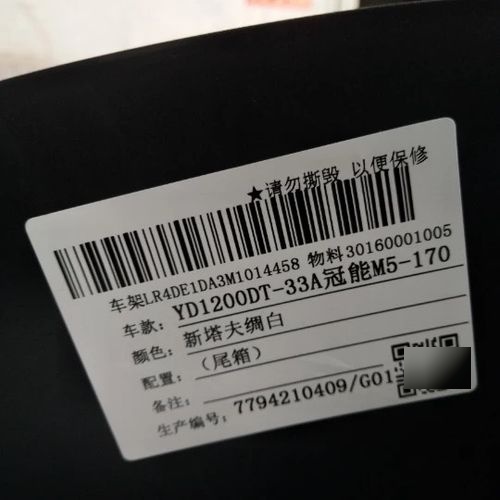 ★请勿撕毁 以便保修
车架LR4DE1DA3M1014458 物料30160001005
车款: YD1200DT-33A冠能M5-170
颜色: 新塔夫绸白
配置: (尾箱)
备注:
生产编号: 7794210409/G01